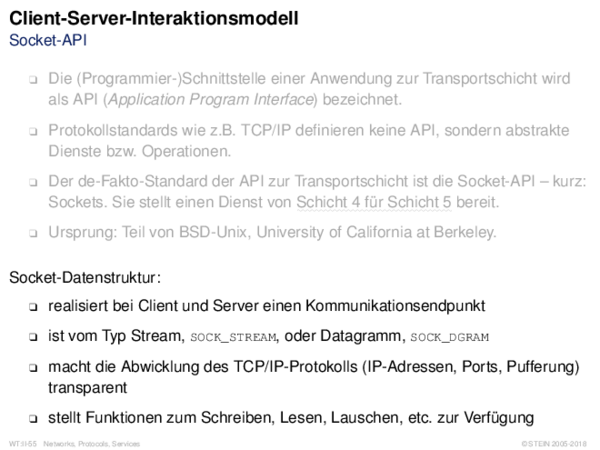 Client-Server-Interaktionsmodell
Socket-API
❑ Die (Programmier-)Schnittstelle einer Anwendung zur Transportschicht wird
als API (Application Program Interface) bezeichnet.
❑ Protokollstandards wie z.B. TCP/IP definieren keine API, sondern abstrakte
Dienste bzw. Operationen.
❑ Der de-Fakto-Standard der API zur Transportschicht ist die Socket-API – kurz:
Sockets. Sie stellt einen Dienst von Schicht 4 für Schicht 5 bereit.
❑ Ursprung: Teil von BSD-Unix, University of California at Berkeley.
Socket-Datenstruktur:
❑ realisiert bei Client und Server einen Kommunikationsendpunkt
❑ ist vom Typ Stream, SOCK_STREAM, oder Datagramm, SOCK_DGRAM
❑ macht die Abwicklung des TCP/IP-Protokolls (IP-Adressen, Ports, Pufferung)
transparent
❑ stellt Funktionen zum Schreiben, Lesen, Lauschen, etc. zur Verfügung
WT:II-55 Networks, Protocols, Services © STEIN 2005-2018